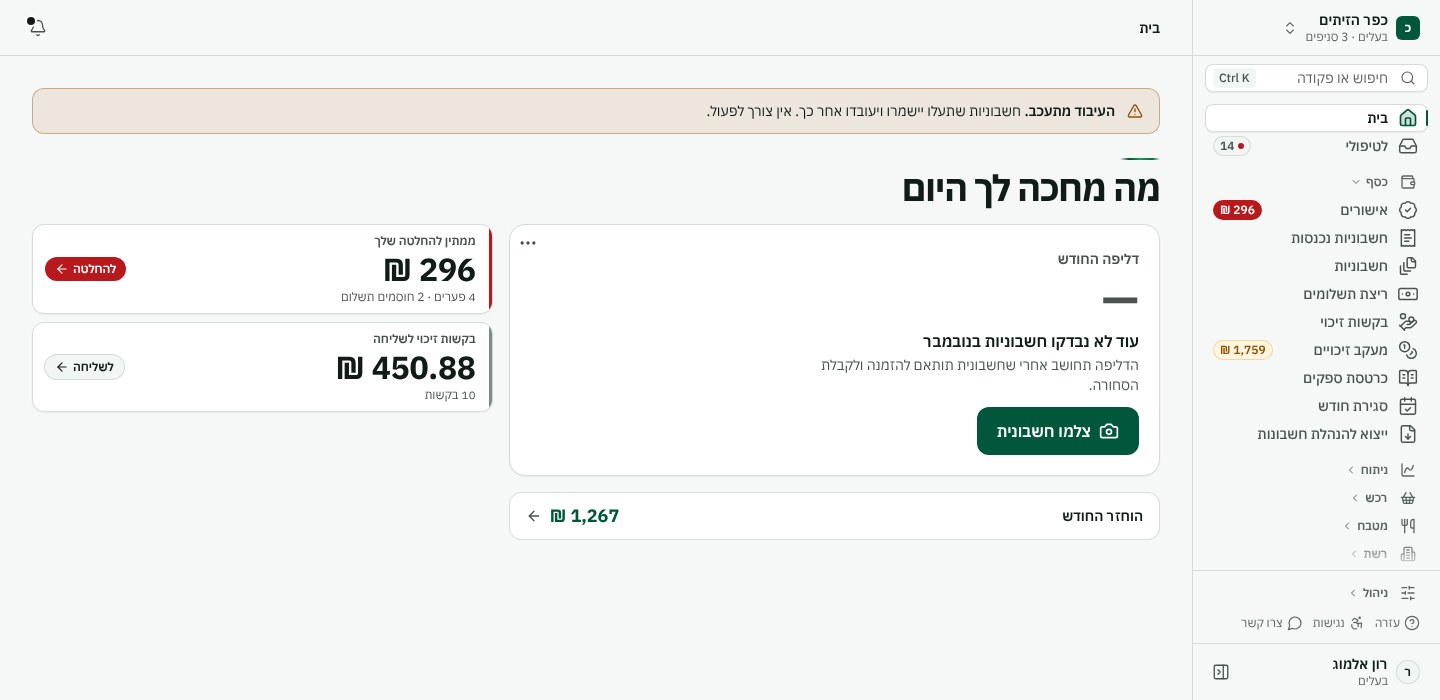 כ
כפר הזיתים
בעלים · 3 סניפים
חיפוש או פקודה
Ctrl K
בית
לטיפולי
14
כסף
אישורים
296 ₪
חשבוניות נכנסות
חשבוניות
ריצת תשלומים
בקשות זיכוי
מעקב זיכויים
1,759 ₪
כרטסת ספקים
סגירת חודש
ייצוא להנהלת חשבונות
ניתוח
רכש
מטבח
רשת
ניהול
עזרה
נגישות
צרו קשר
ר
רון אלמוג
בעלים
בית
העיבוד מתעכב. חשבוניות שתעלו יישמרו ויעובדו אחר כך. אין צורך לפעול.
מה מחכה לך היום
דליפה החודש
—
עוד לא נבדקו חשבוניות בנובמבר
הדליפה תחושב אחרי שחשבונית תותאם להזמנה ולקבלת
הסחורה.
צלמו חשבונית
הוחזר החודש
1,267 ₪
ממתין להחלטה שלך
296 ₪
4 פערים · 2 חוסמים תשלום
להחלטה
בקשות זיכוי לשליחה
450.88 ₪
10 בקשות
לשליחה